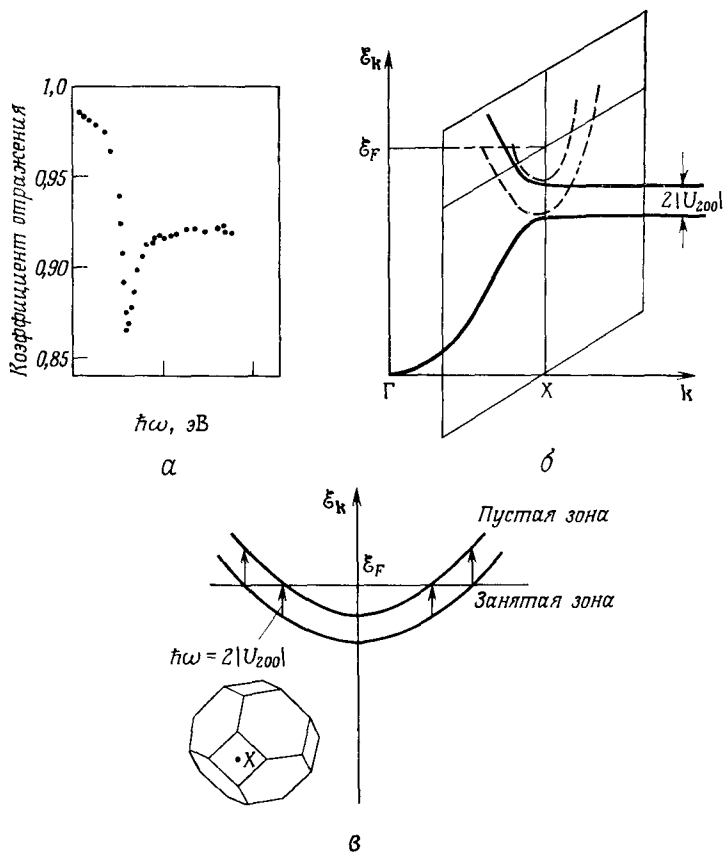 1,0
0,95
0,90
0,85
Коэффициент отражения
ħω, эВ
а
ℰk
ℰF
2|U200|
Γ
X
k
б
ℰk
Пустая зона
ℰF
Занятая зона
ħω = 2|U200|
X
в